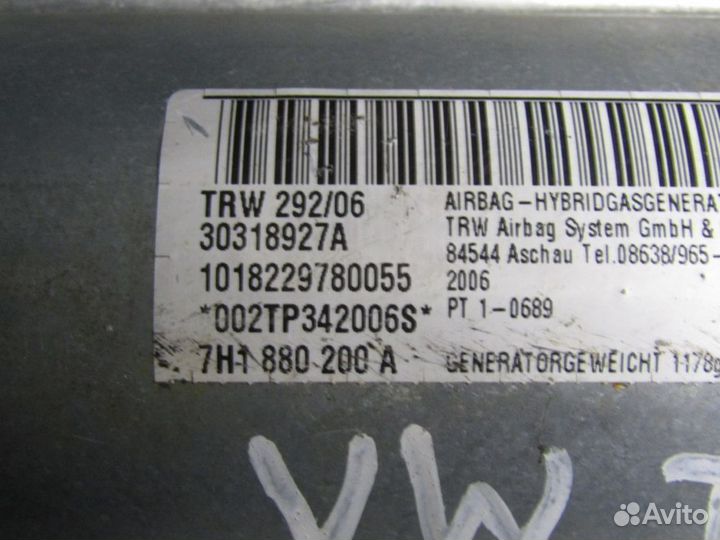 TRW 292/06
30318927A
1018229780055
*002TP342006S*
7H1 880 200 A
AIRBAG-HYBRIDGASGENERAT
TRW Airbag System GmbH &
84544 Aschau Tel.08638/965-
2006
PT 1-0689
GENERATORGEWEICHT 1178g
VW T
Avito